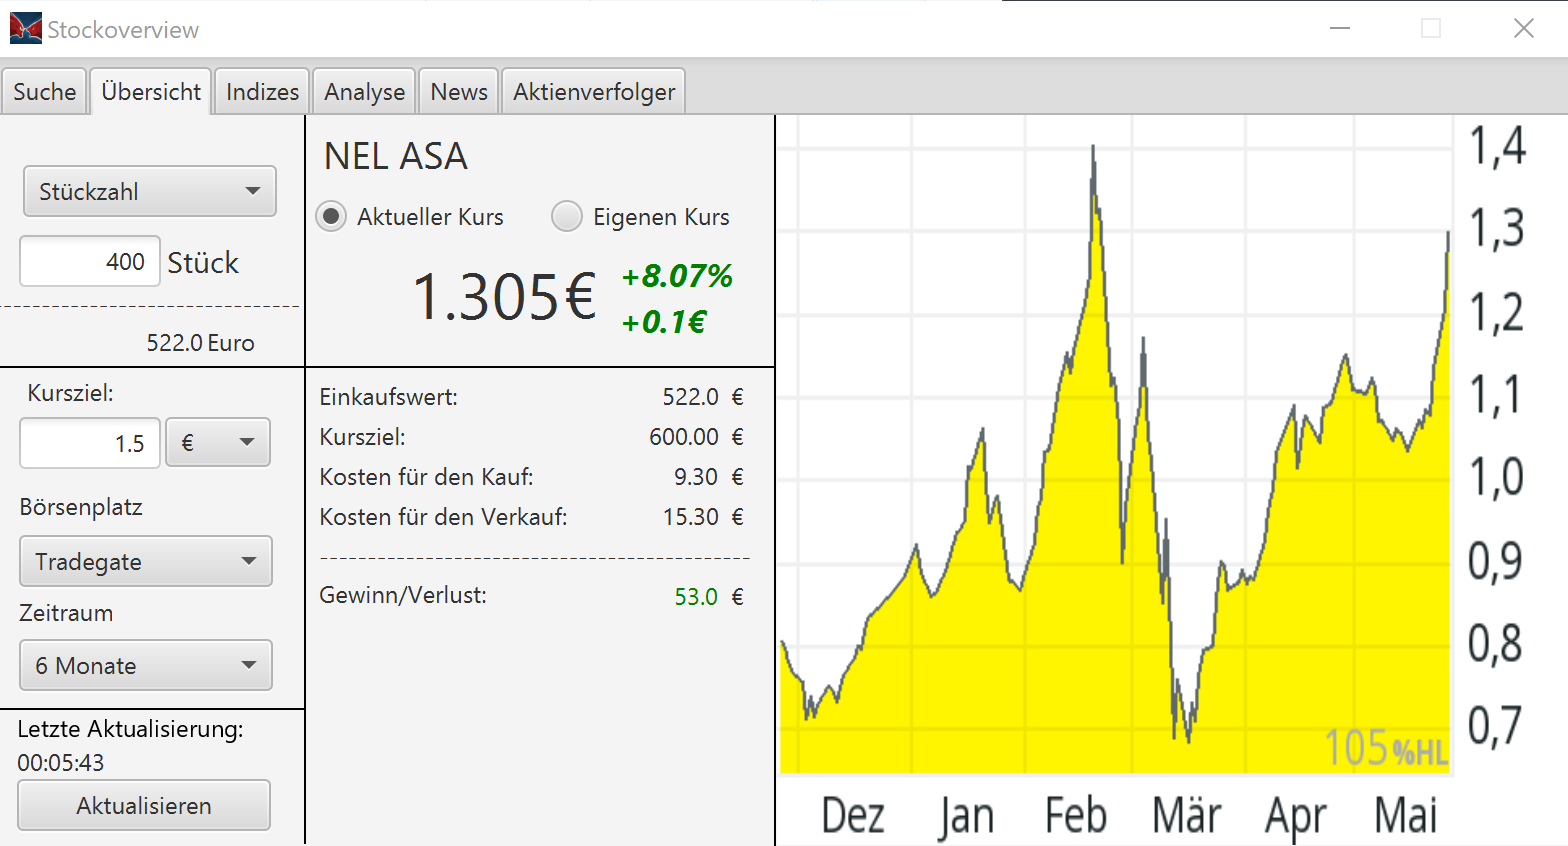 Stockoverview
Suche Übersicht Indizes Analyse News Aktienverfolger
Stückzahl
400 Stück
522.0 Euro
Kursziel:
1.5 €
Börsenplatz
Tradegate
Zeitraum
6 Monate
Letzte Aktualisierung:
00:05:43
Aktualisieren
NEL ASA
Aktueller Kurs Eigenen Kurs
1.305€ +8.07%
+0.1€
Einkaufswert: 522.0 €
Kursziel: 600.00 €
Kosten für den Kauf: 9.30 €
Kosten für den Verkauf: 15.30 €
Gewinn/Verlust: 53.0 €
1,4
1,3
1,2
1,1
1,0
0,9
0,8
0,7
105%HL
Dez Jan Feb Mär Apr Mai